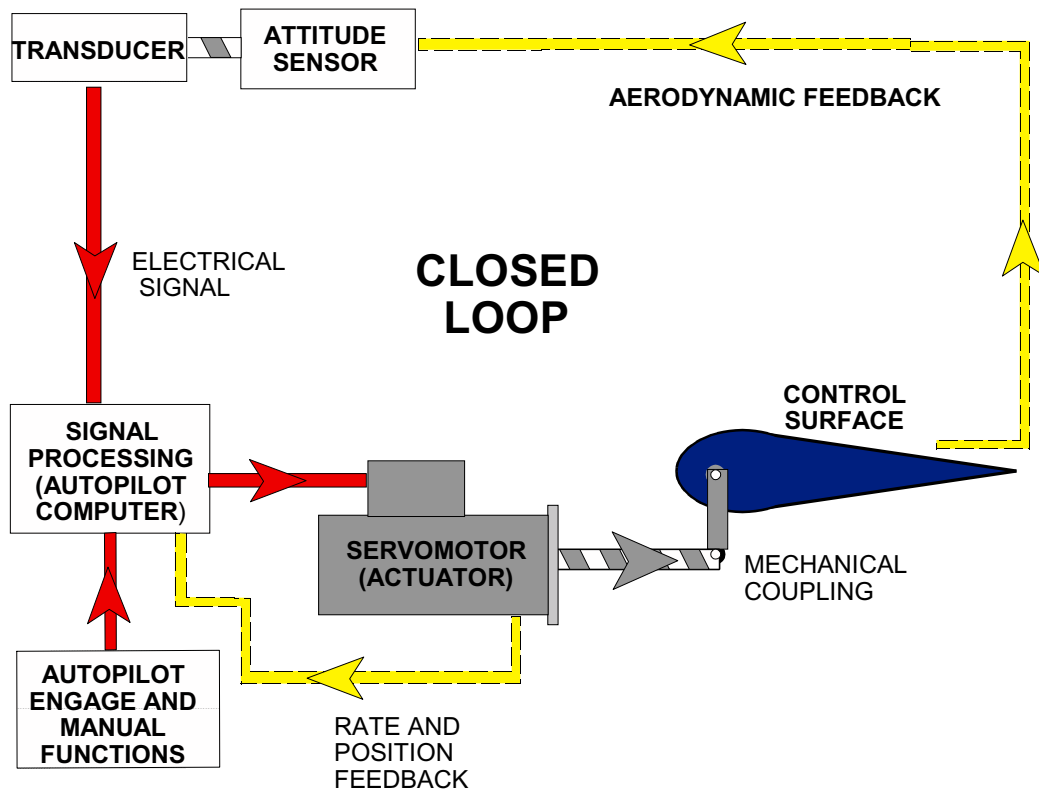 TRANSDUCER
ATTITUDE
SENSOR
AERODYNAMIC FEEDBACK
ELECTRICAL
SIGNAL
CLOSED
LOOP
CONTROL
SURFACE
SIGNAL
PROCESSING
(AUTOPILOT
COMPUTER)
SERVOMOTOR
(ACTUATOR)
MECHANICAL
COUPLING
AUTOPILOT
ENGAGE AND
MANUAL
FUNCTIONS
RATE AND
POSITION
FEEDBACK